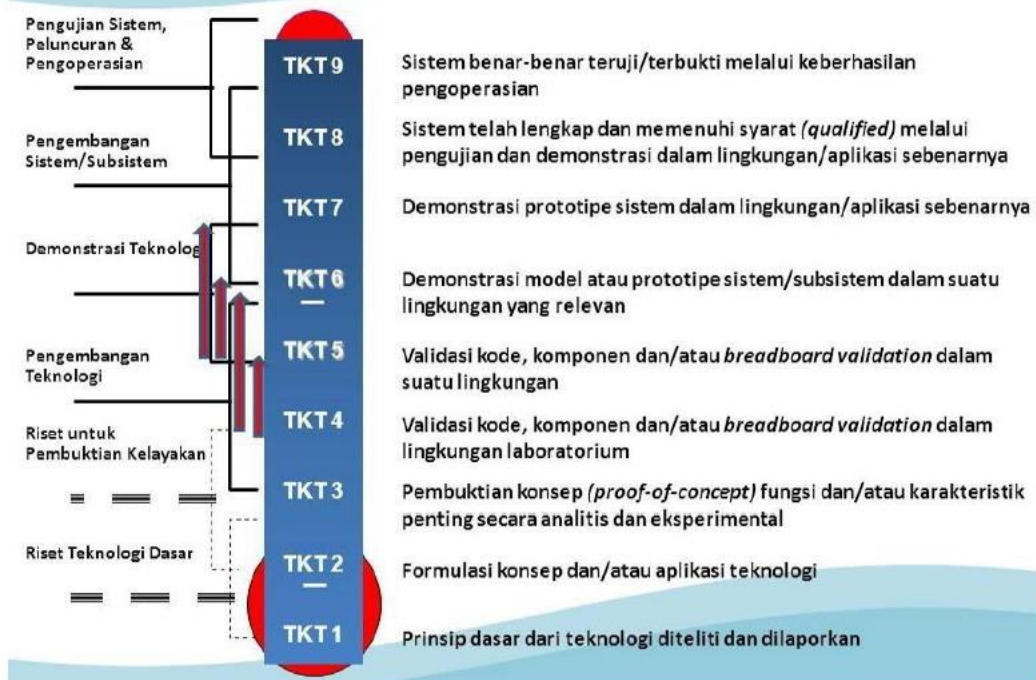 Pengujian Sistem,
Peluncuran &
Pengoperasian
Pengembangan
Sistem/Subsistem
Demonstrasi Teknologi
Pengembangan
Teknologi
Riset untuk
Pembuktian Kelayakan
Riset Teknologi Dasar
TKT 9
Sistem benar-benar teruji/terbukti melalui keberhasilan
pengoperasian
TKT 8
Sistem telah lengkap dan memenuhi syarat (qualified) melalui
pengujian dan demonstrasi dalam lingkungan/aplikasi sebenarnya
TKT 7
Demonstrasi prototipe sistem dalam lingkungan/aplikasi sebenarnya
TKT 6
Demonstrasi model atau prototipe sistem/subsistem dalam suatu
lingkungan yang relevan
TKT 5
Validasi kode, komponen dan/atau breadboard validation dalam
suatu lingkungan
TKT 4
Validasi kode, komponen dan/atau breadboard validation dalam
lingkungan laboratorium
TKT 3
Pembuktian konsep (proof-of-concept) fungsi dan/atau karakteristik
penting secara analitis dan eksperimental
TKT 2
Formulasi konsep dan/atau aplikasi teknologi
TKT 1
Prinsip dasar dari teknologi diteliti dan dilaporkan